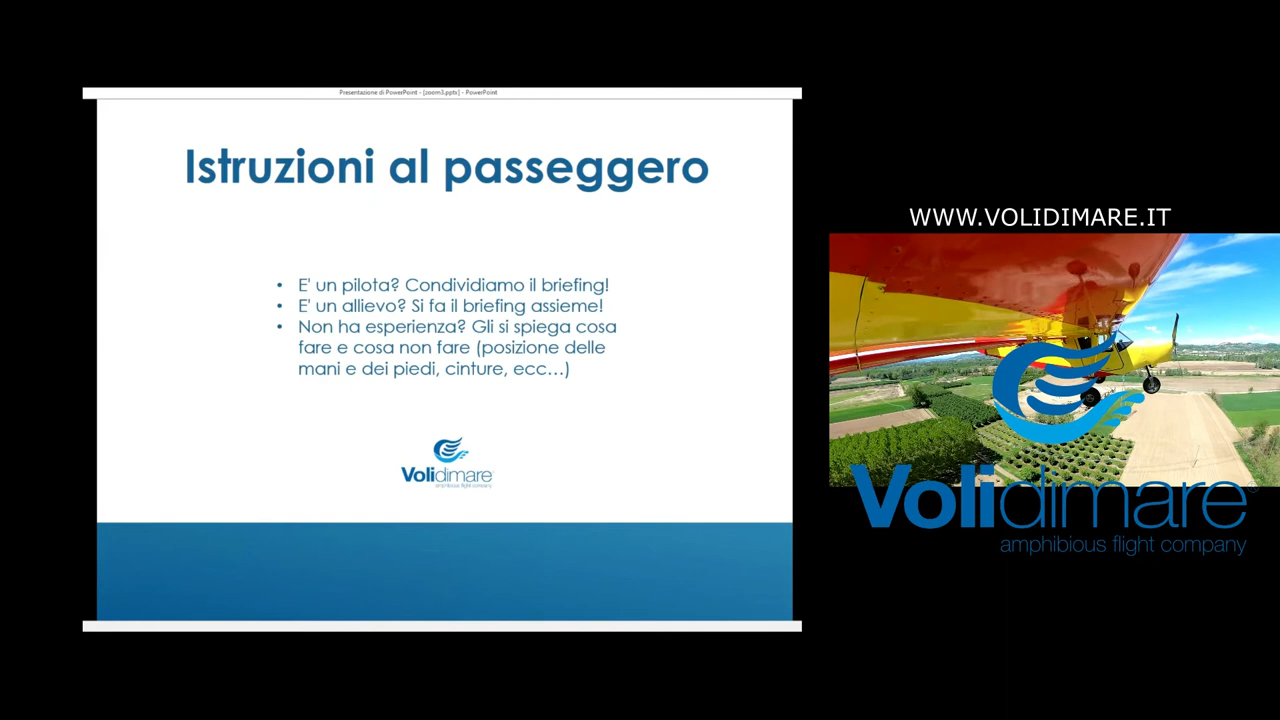 Presentazione di PowerPoint - [zoom3.pptx] - PowerPoint
Istruzioni al passeggero
• E' un pilota? Condividiamo il briefing!
• E' un allievo? Si fa il briefing assieme!
• Non ha esperienza? Gli si spiega cosa
fare e cosa non fare (posizione delle
mani e dei piedi, cinture, ecc...)
Volidimare
amphibious flight company
WWW.VOLIDIMARE.IT
Volidimare®
amphibious flight company